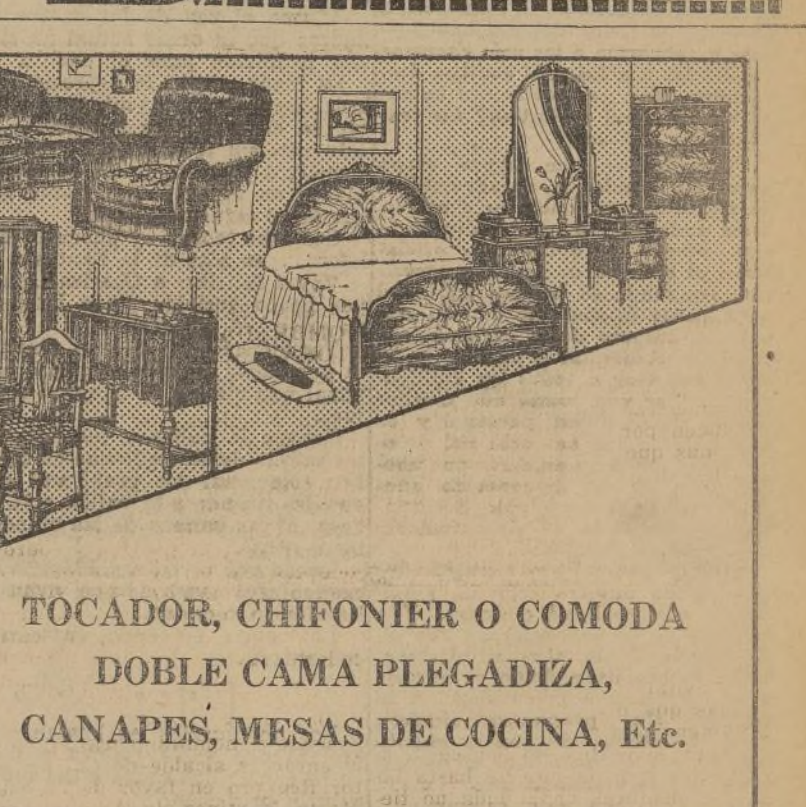 TOCADOR, CHIFONIER O COMODA
DOBLE CAMA PLEGADIZA,
CANAPES, MESAS DE COCINA, Etc.